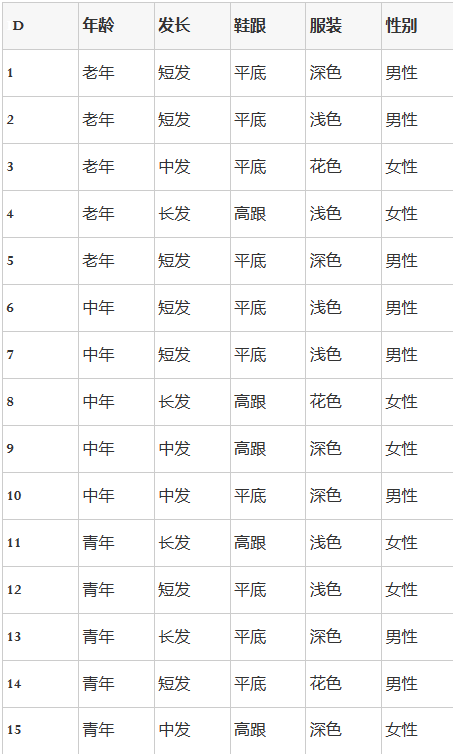 D 年龄 发长 鞋跟 服装 性别
1 老年 短发 平底 深色 男性
2 老年 短发 平底 浅色 男性
3 老年 中发 平底 花色 女性
4 老年 长发 高跟 浅色 女性
5 老年 短发 平底 深色 男性
6 中年 短发 平底 浅色 男性
7 中年 短发 平底 浅色 男性
8 中年 长发 高跟 花色 女性
9 中年 中发 高跟 深色 女性
10 中年 中发 平底 深色 男性
11 青年 长发 高跟 浅色 女性
12 青年 短发 平底 浅色 女性
13 青年 长发 平底 深色 男性
14 青年 短发 平底 花色 男性
15 青年 中发 高跟 深色 女性